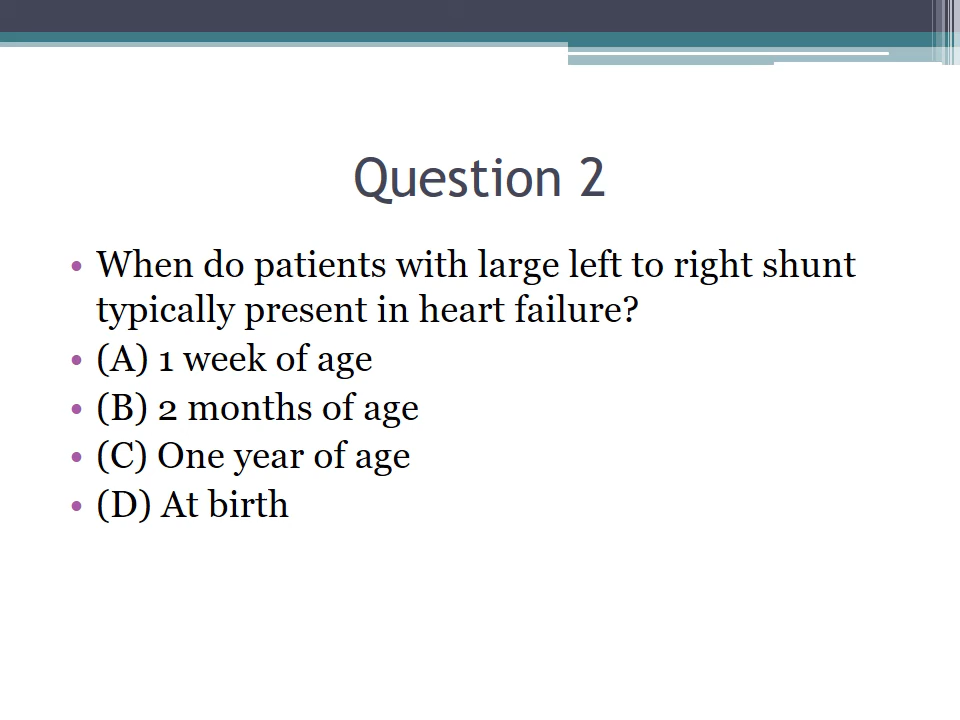 Question 2
• When do patients with large left to right shunt
typically present in heart failure?
• (A) 1 week of age
• (B) 2 months of age
• (C) One year of age
• (D) At birth